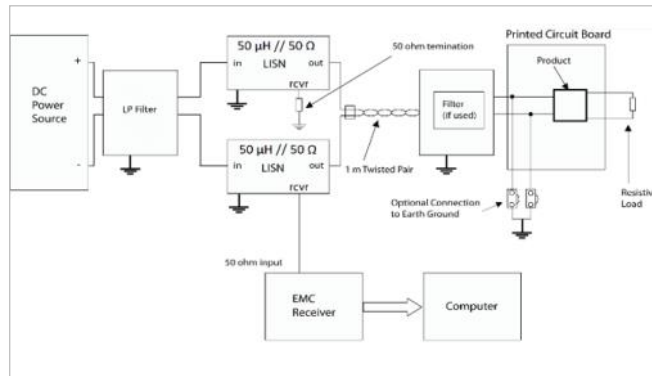 Printed Circuit Board
50 µH // 50 Ω
LISN
in
out
rcvr
50 ohm temination
Product
+
DC
Power
Source
-
LP Filter
Filter
(if used)
50 µH // 50 Ω
LISN
in
out
rcvr
1 m Twisted Pair
Optional Connection
to Earth Ground
Resistive
Load
50 ohm input
EMC
Receiver
Computer